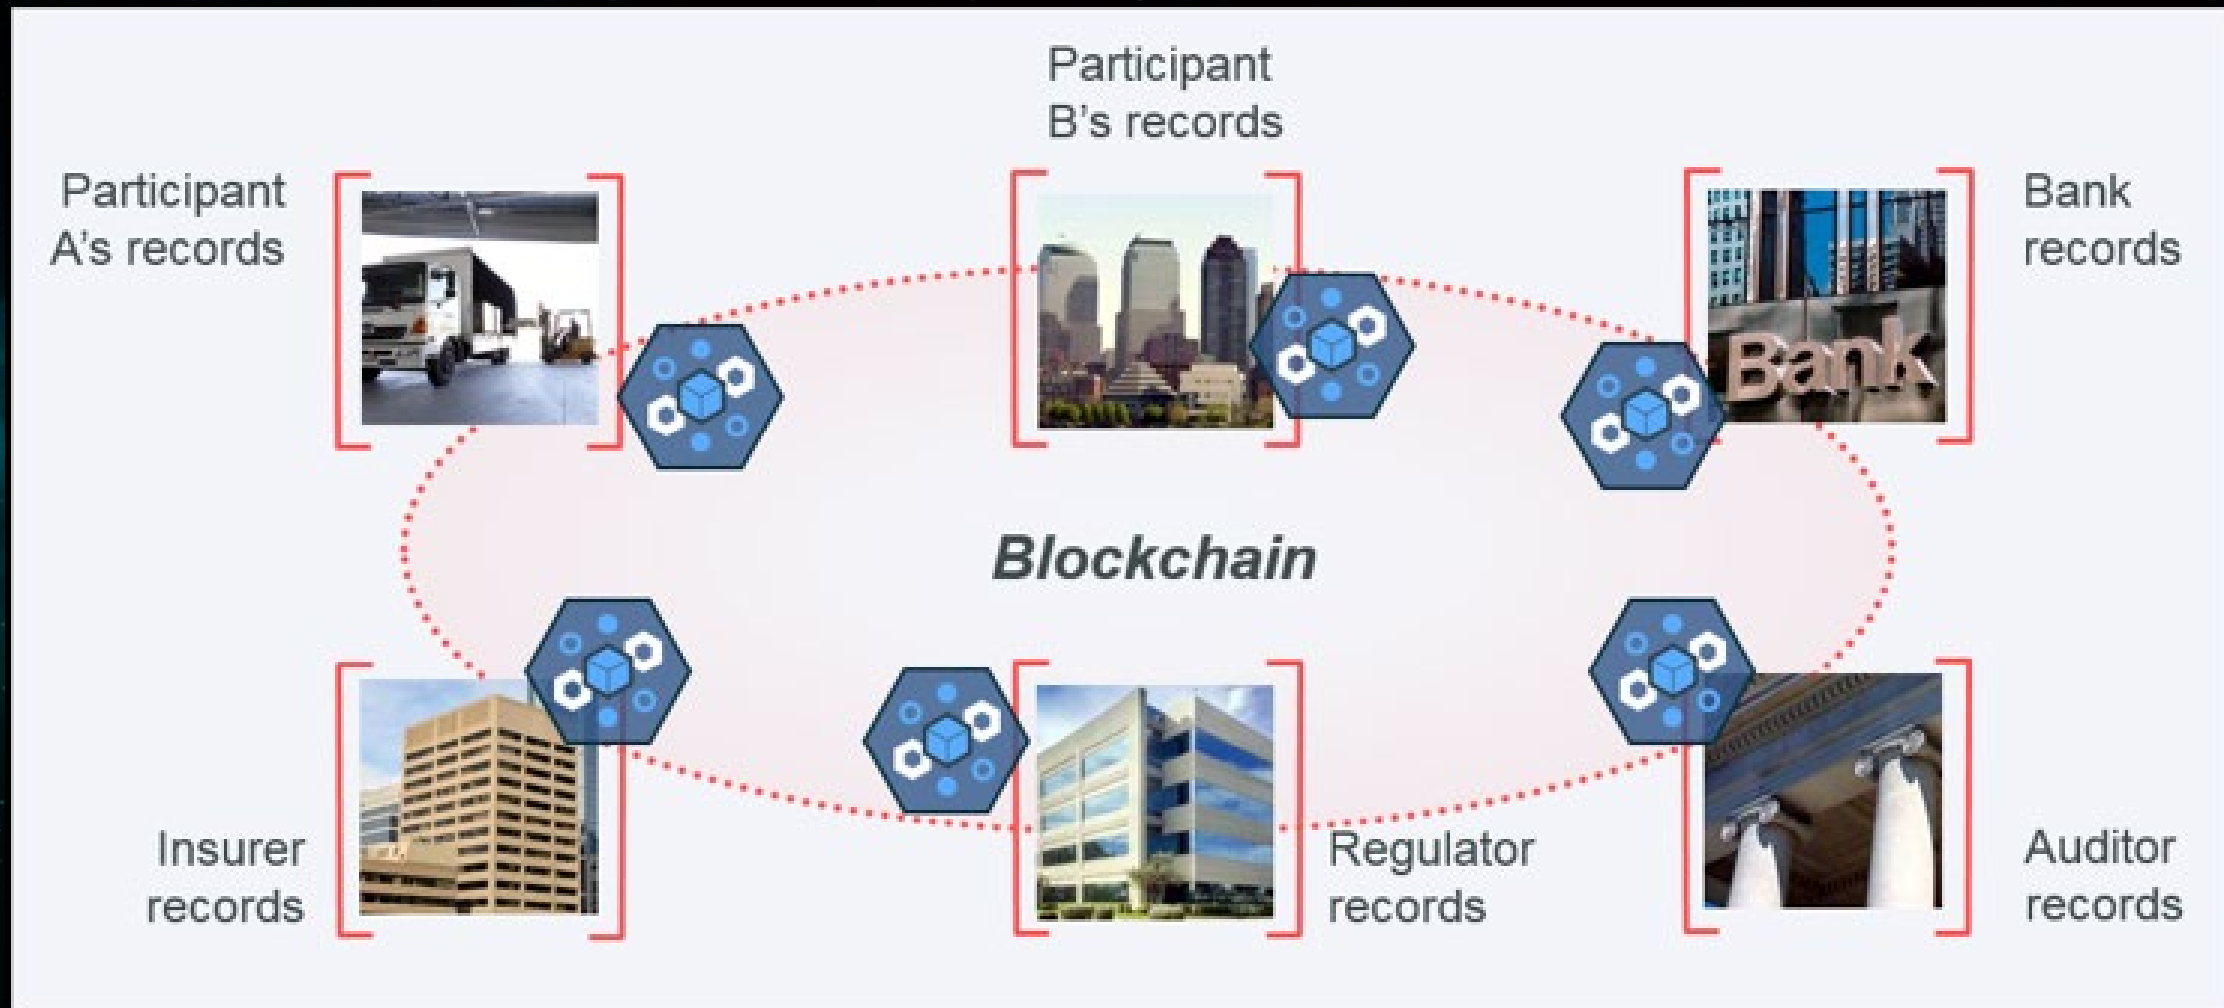 Participant
B's records
Participant
A's records
Bank
records
Bank
Blockchain
Insurer
records
Regulator
records
Auditor
records